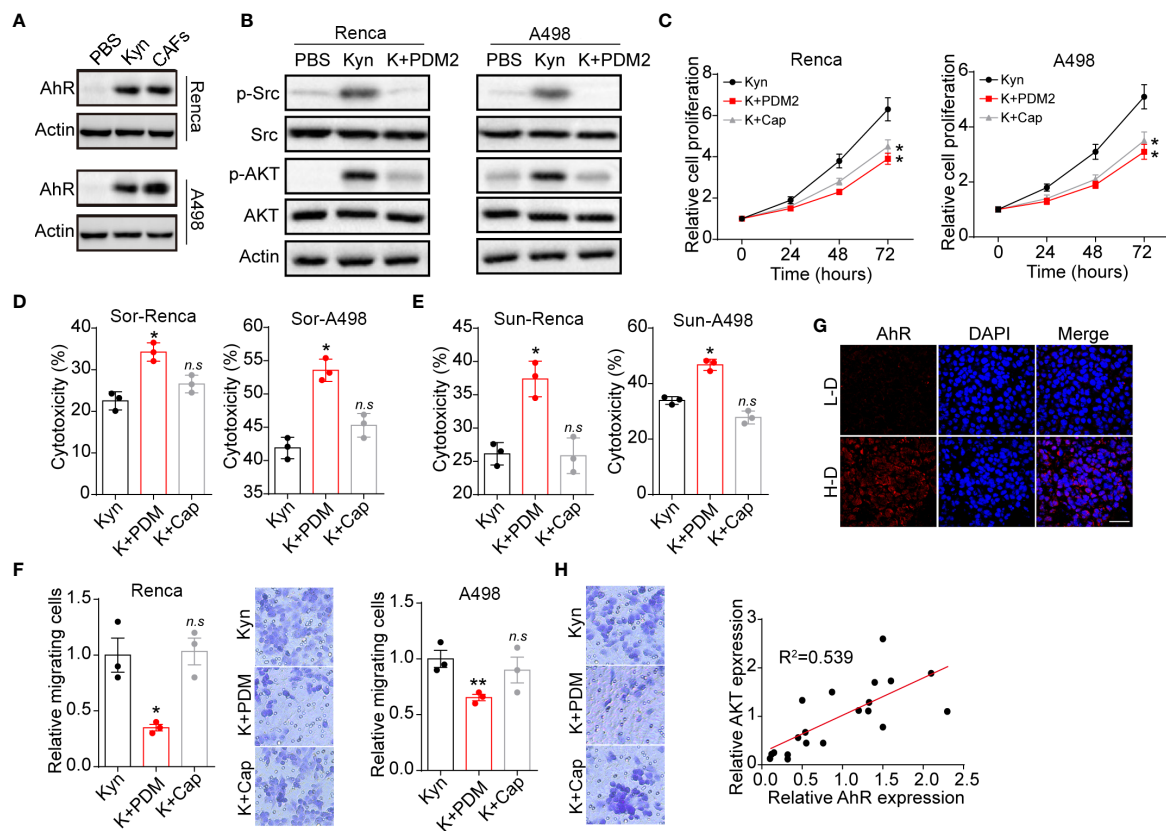 A
PBS
Kyn
CAFs
AhR
Actin
Renca
AhR
Actin
A498
B
Renca
A498
PBS Kyn K+PDM2
PBS Kyn K+PDM2
p-Src
Src
p-AKT
AKT
Actin
C
Renca
Relative cell proliferation
8
6
4
2
0
Kyn
K+PDM2
K+Cap
*
*
0 24 48 72
Time (hours)
A498
Relative cell proliferation
6
4
2
0
Kyn
K+PDM2
K+Cap
*
*
0 24 48 72
Time (hours)
D
Sor-Renca
Cytotoxicity (%)
40
30
20
10
0
*
n.s
Kyn
K+PDM
K+Cap
Sor-A498
Cytotoxicity (%)
60
55
50
45
40
35
*
n.s
Kyn
K+PDM
K+Cap
E
Sun-Renca
Cytotoxicity (%)
45
40
35
30
25
20
*
n.s
Kyn
K+PDM
K+Cap
Sun-A498
Cytotoxicity (%)
60
40
20
0
*
n.s
Kyn
K+PDM
K+Cap
G
AhR DAPI Merge
L-D
H-D
F
Renca
Relative migrating cells
1.5
1.0
0.5
0.0
*
n.s
Kyn
K+PDM
K+Cap
Kyn
K+PDM
K+Cap
A498
Relative migrating cells
1.5
1.0
0.5
0.0
**
n.s
Kyn
K+PDM
K+Cap
H
Kyn
K+PDM
K+Cap
Relative AKT epxression
3
2
1
0
R²=0.539
0.0 0.5 1.0 1.5 2.0 2.5
Relative AhR expression